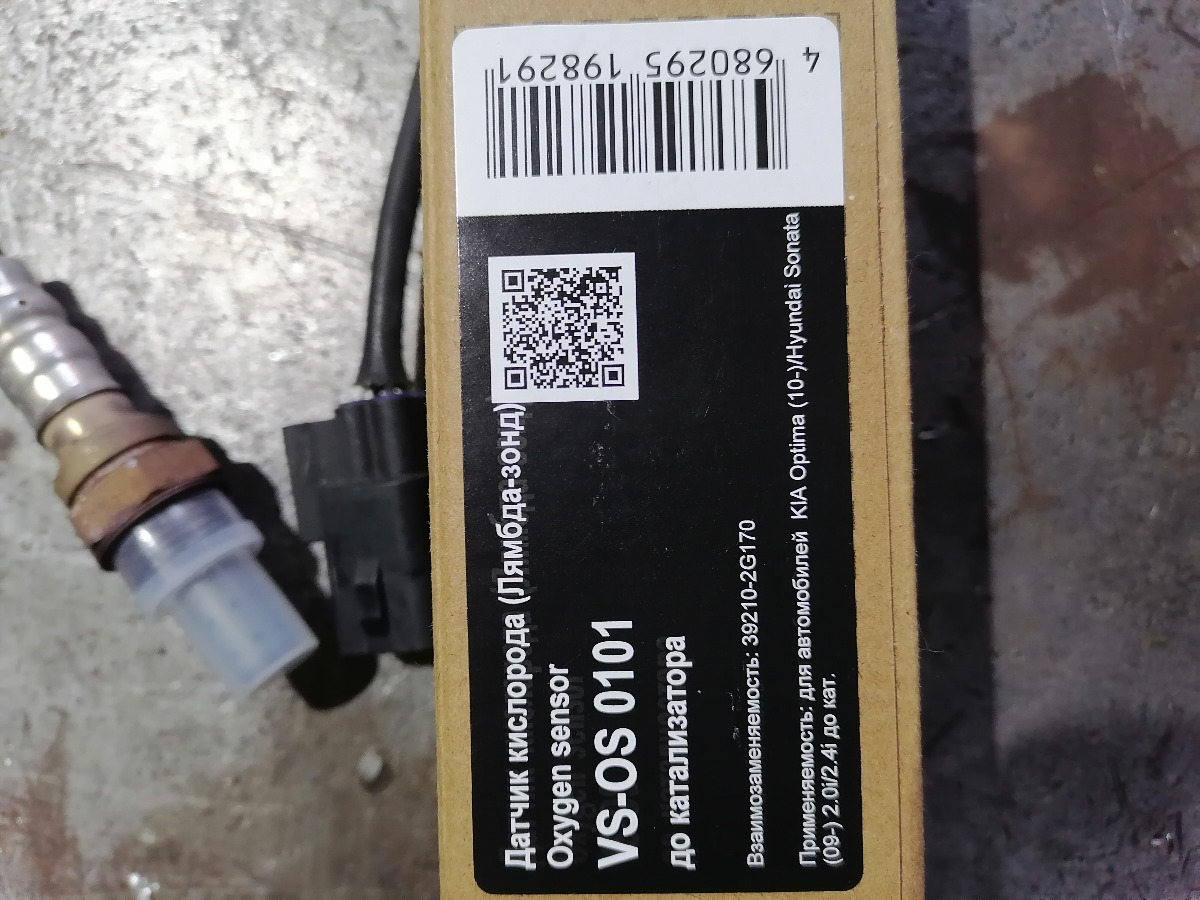 4 680295 198291
Датчик кислорода (Лямбда-зонд)
Oxygen sensor
VS-OS 0101
до катализатора
Взаимозаменяемость: 39210-2G170
Применяемость: для автомобилей KIA Optima (10-)/Hyundai Sonata
(09-) 2.0i/2.4i до кат.